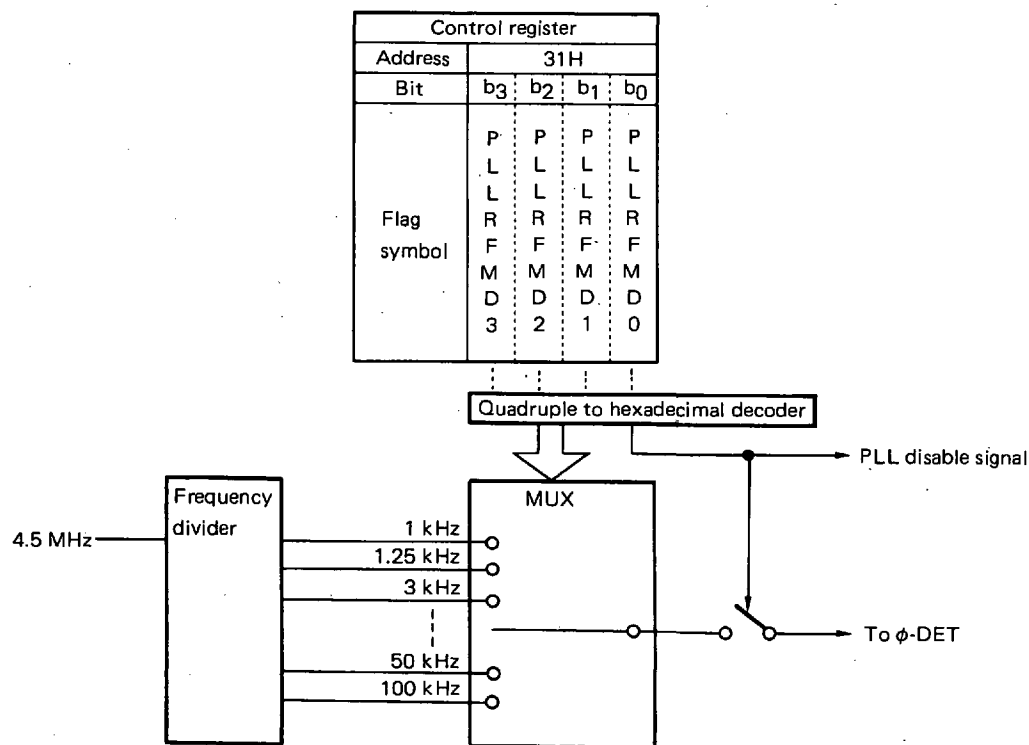 Control register
Address 31H
Bit b3 b2 b1 b0
Flag symbol
PLLRFMD3 PLLRFMD2 PLLRFMD1 PLLRFMD0
Quadruple to hexadecimal decoder
PLL disable signal
Frequency divider
MUX
4.5 MHz
1 kHz
1.25 kHz
3 kHz
50 kHz
100 kHz
To ϕ-DET